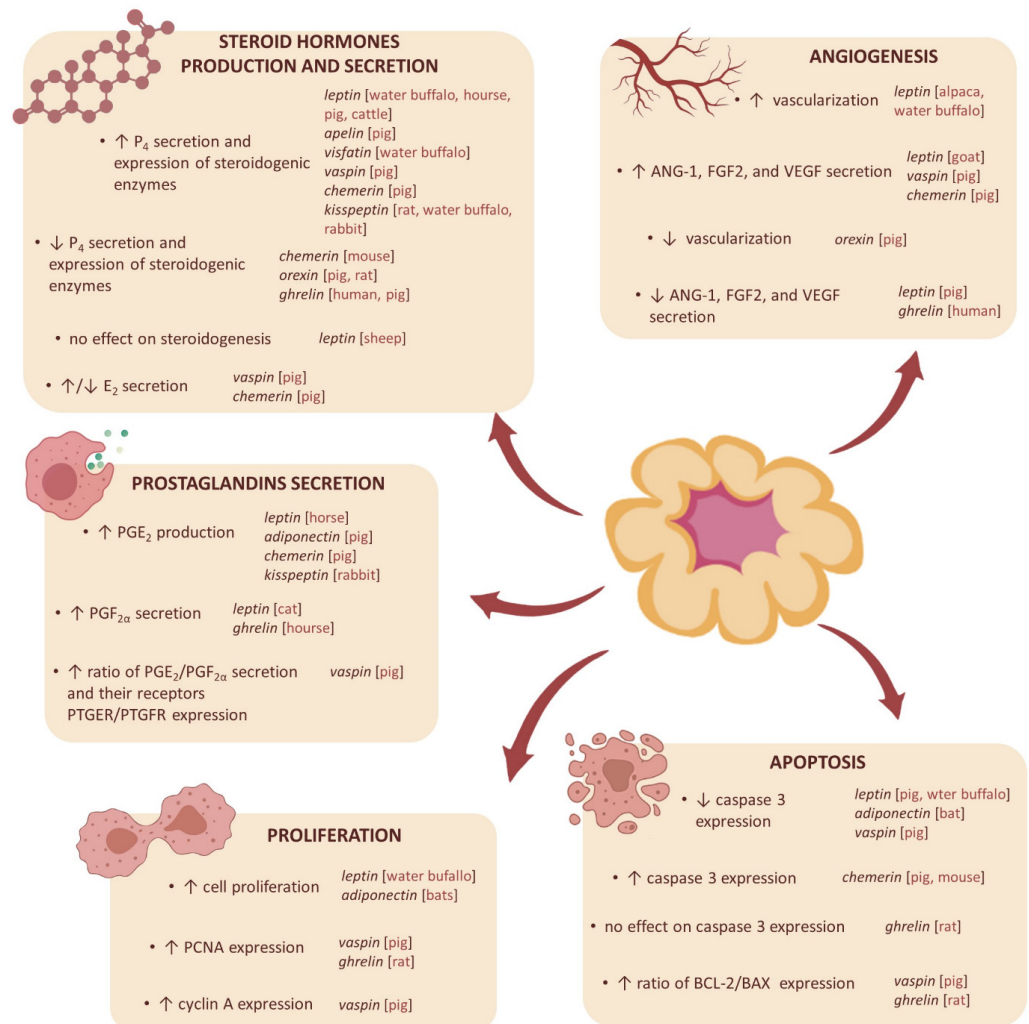 STEROID HORMONES
PRODUCTION AND SECRETION
• ↑ P₄ secretion and
expression of steroidogenic
enzymes
leptin [water buffalo, hourse,
pig, cattle]
apelin [pig]
visfatin [water buffalo]
vaspin [pig]
chemerin [pig]
kisspeptin [rat, water buffalo,
rabbit]
• ↓ P₄ secretion and
expression of steroidogenic
enzymes
chemerin [mouse]
orexin [pig, rat]
ghrelin [human, pig]
• no effect on steroidogenesis
leptin [sheep]
• ↑/↓ E₂ secretion
vaspin [pig]
chemerin [pig]
ANGIOGENESIS
• ↑ vascularization
leptin [alpaca,
water buffalo]
• ↑ ANG-1, FGF2, and VEGF secretion
leptin [goat]
vaspin [pig]
chemerin [pig]
• ↓ vascularization
orexin [pig]
• ↓ ANG-1, FGF2, and VEGF
secretion
leptin [pig]
ghrelin [human]
PROSTAGLANDINS SECRETION
• ↑ PGE₂ production
leptin [horse]
adiponectin [pig]
chemerin [pig]
kisspeptin [rabbit]
• ↑ PGF₂α secretion
leptin [cat]
ghrelin [hourse]
• ↑ ratio of PGE₂/PGF₂α secretion
and their receptors
PTGER/PTGFR expression
vaspin [pig]
PROLIFERATION
• ↑ cell proliferation
leptin [water bufallo]
adiponectin [bats]
• ↑ PCNA expression
vaspin [pig]
ghrelin [rat]
• ↑ cyclin A expression
vaspin [pig]
APOPTOSIS
• ↓ caspase 3
expression
leptin [pig, wter buffalo]
adiponectin [bat]
vaspin [pig]
• ↑ caspase 3 expression
chemerin [pig, mouse]
• no effect on caspase 3 expression
ghrelin [rat]
• ↑ ratio of BCL-2/BAX expression
vaspin [pig]
ghrelin [rat]